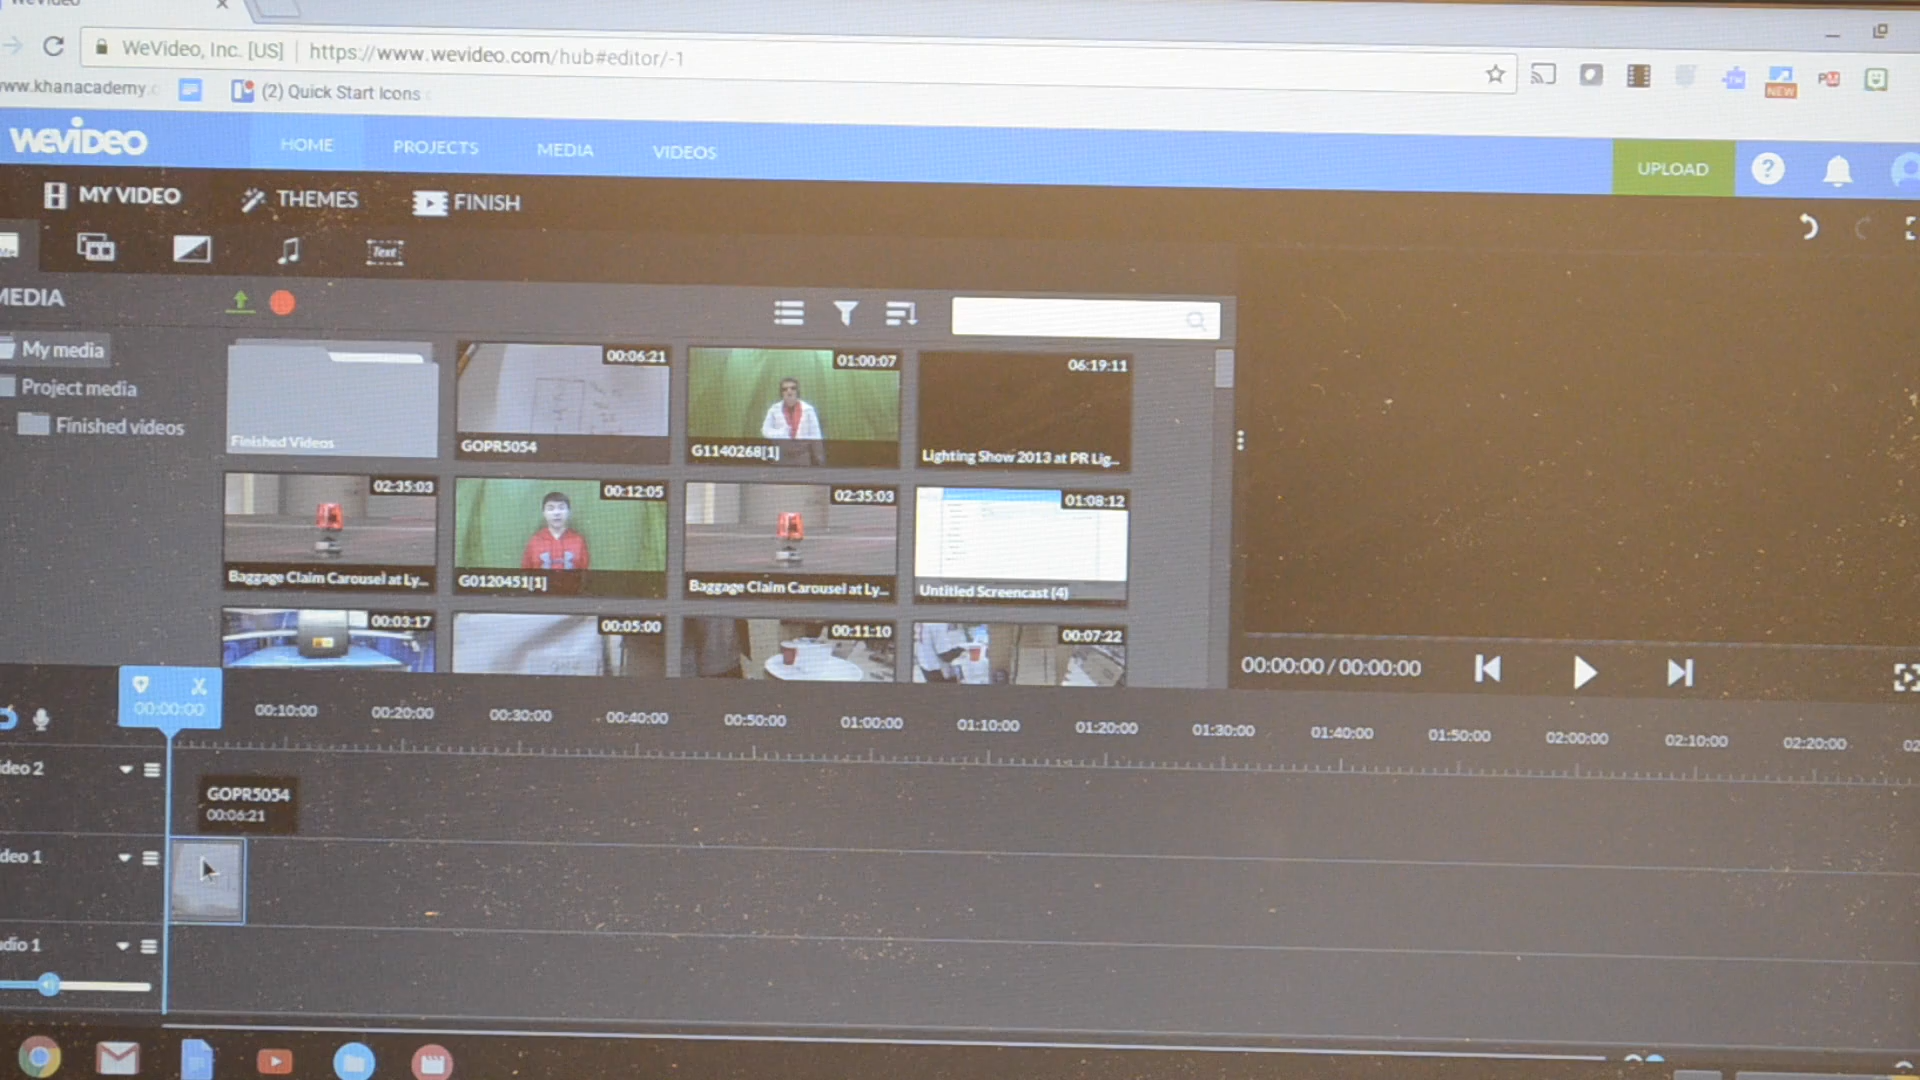 WeVideo, Inc. [US] | https://www.wevideo.com/hub#editor/-1
www.khanacademy.
(2) Quick Start Icons
WEVIDEO
HOME PROJECTS MEDIA VIDEOS UPLOAD ?
NEW
MY VIDEO THEMES FINISH
Text
MEDIA
My media
Project media
Finished videos
Finished Videos
00:06:21
GOPR5054
01:00:07
G1140268[1]
06:19:11
Lighting Show 2013 at PR Lig...
02:35:03
Baggage Claim Carousel at Ly...
00:12:05
G0120451[1]
02:35:03
Baggage Claim Carousel at Ly...
01:08:12
Untitled Screencast (4)
00:03:17
00:05:00
00:11:10
00:07:22
00:00:00 / 00:00:00
00:00:00 00:10:00 00:20:00 00:30:00 00:40:00 00:50:00 01:00:00 01:10:00 01:20:00 01:30:00 01:40:00 01:50:00 02:00:00 02:10:00 02:20:00 02
deo 2
GOPR5054
00:06:21
deo 1
dio 1